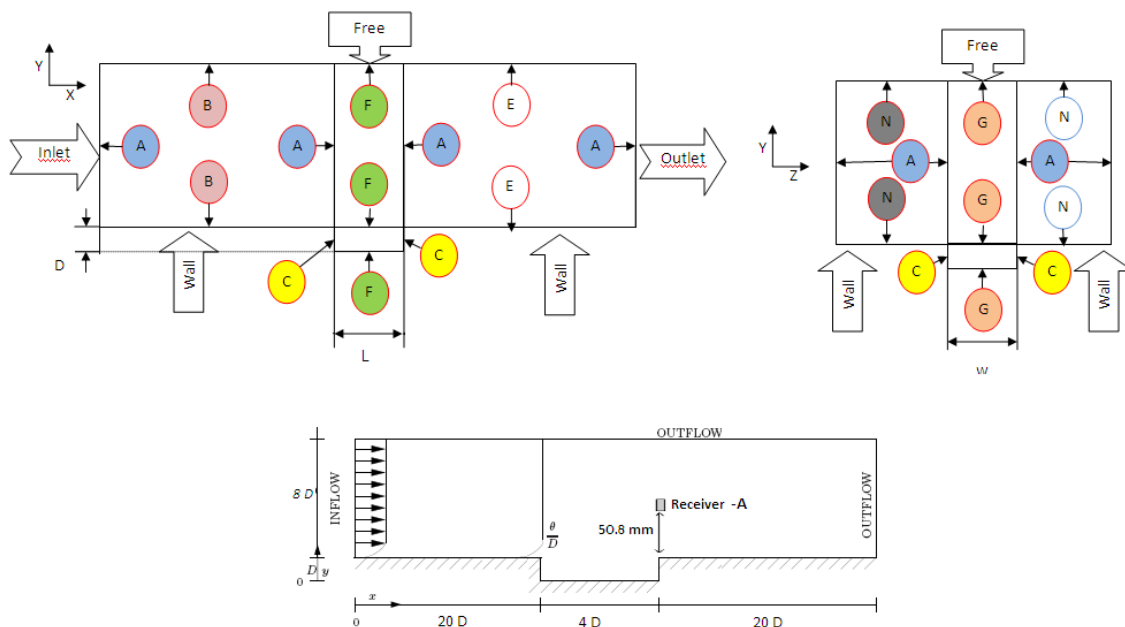 Free
Free
Y
X
B
F
E
N
G
N
Inlet
A
A
A
A
Outlet
Y
Z
A
A
B
F
E
N
G
N
D
Wall
C
C
Wall
Wall
C
C
Wall
F
G
L
W
OUTFLOW
8 D
INFLOW
Receiver -A
OUTFLOW
50.8 mm
θ
D
D
y
0
x
0
20 D
4 D
20 D